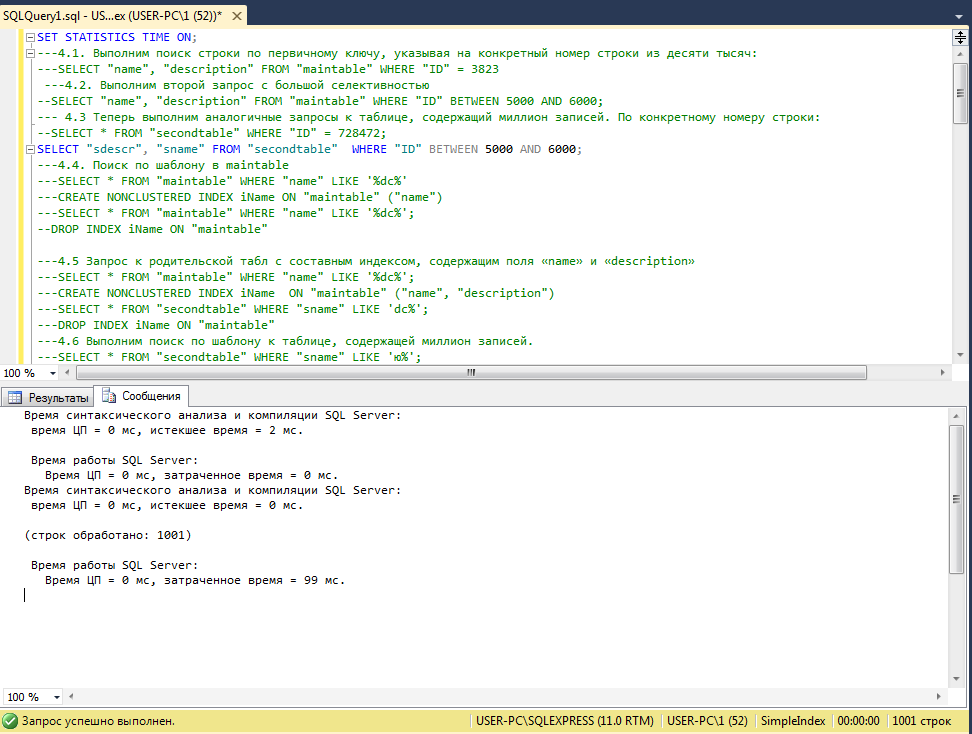 SQLQuery1.sql - US...ex (USER-PC\1 (52))*
SET STATISTICS TIME ON;
---4.1. Выполним поиск строки по первичному ключу, указывая на конкретный номер строки из десяти тысяч:
---SELECT "name", "description" FROM "maintable" WHERE "ID" = 3823
---4.2. Выполним второй запрос с большой селективностью
--SELECT "name", "description" FROM "maintable" WHERE "ID" BETWEEN 5000 AND 6000;
--- 4.3 Теперь выполним аналогичные запросы к таблице, содержащий миллион записей. По конкретному номеру строки:
--SELECT * FROM "secondtable" WHERE "ID" = 728472;
SELECT "sdescr", "sname" FROM "secondtable"  WHERE "ID" BETWEEN 5000 AND 6000;
---4.4. Поиск по шаблону в maintable
---SELECT * FROM "maintable" WHERE "name" LIKE '%dc%'
---CREATE NONCLUSTERED INDEX iName ON "maintable" ("name")
---SELECT * FROM "maintable" WHERE "name" LIKE '%dc%';
--DROP INDEX iName ON "maintable"
---4.5 Запрос к родительской табл с составным индексом, содержащим поля «name» и «description»
---SELECT * FROM "maintable" WHERE "name" LIKE '%dc%';
---CREATE NONCLUSTERED INDEX iName  ON "maintable" ("name", "description")
---SELECT * FROM "secondtable" WHERE "sname" LIKE 'dc%';
---DROP INDEX iName ON "maintable"
---4.6 Выполним поиск по шаблону к таблице, содержащей миллион записей.
---SELECT * FROM "secondtable" WHERE "sname" LIKE 'ю%';
100 %
Результаты
Сообщения
Время синтаксического анализа и компиляции SQL Server:
время ЦП = 0 мс, истекшее время = 2 мс.
Время работы SQL Server:
Время ЦП = 0 мс, затраченное время = 0 мс.
Время синтаксического анализа и компиляции SQL Server:
время ЦП = 0 мс, истекшее время = 0 мс.
(строк обработано: 1001)
Время работы SQL Server:
Время ЦП = 0 мс, затраченное время = 99 мс.
100 %
Запрос успешно выполнен.
USER-PC\SQLEXPRESS (11.0 RTM)
USER-PC\1 (52)
SimpleIndex
00:00:00
1001 строк